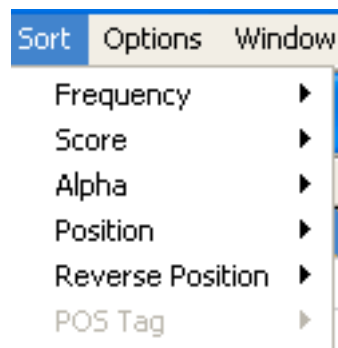 Sort Options Window
Frequency
Score
Alpha
Position
Reverse Position
POS Tag